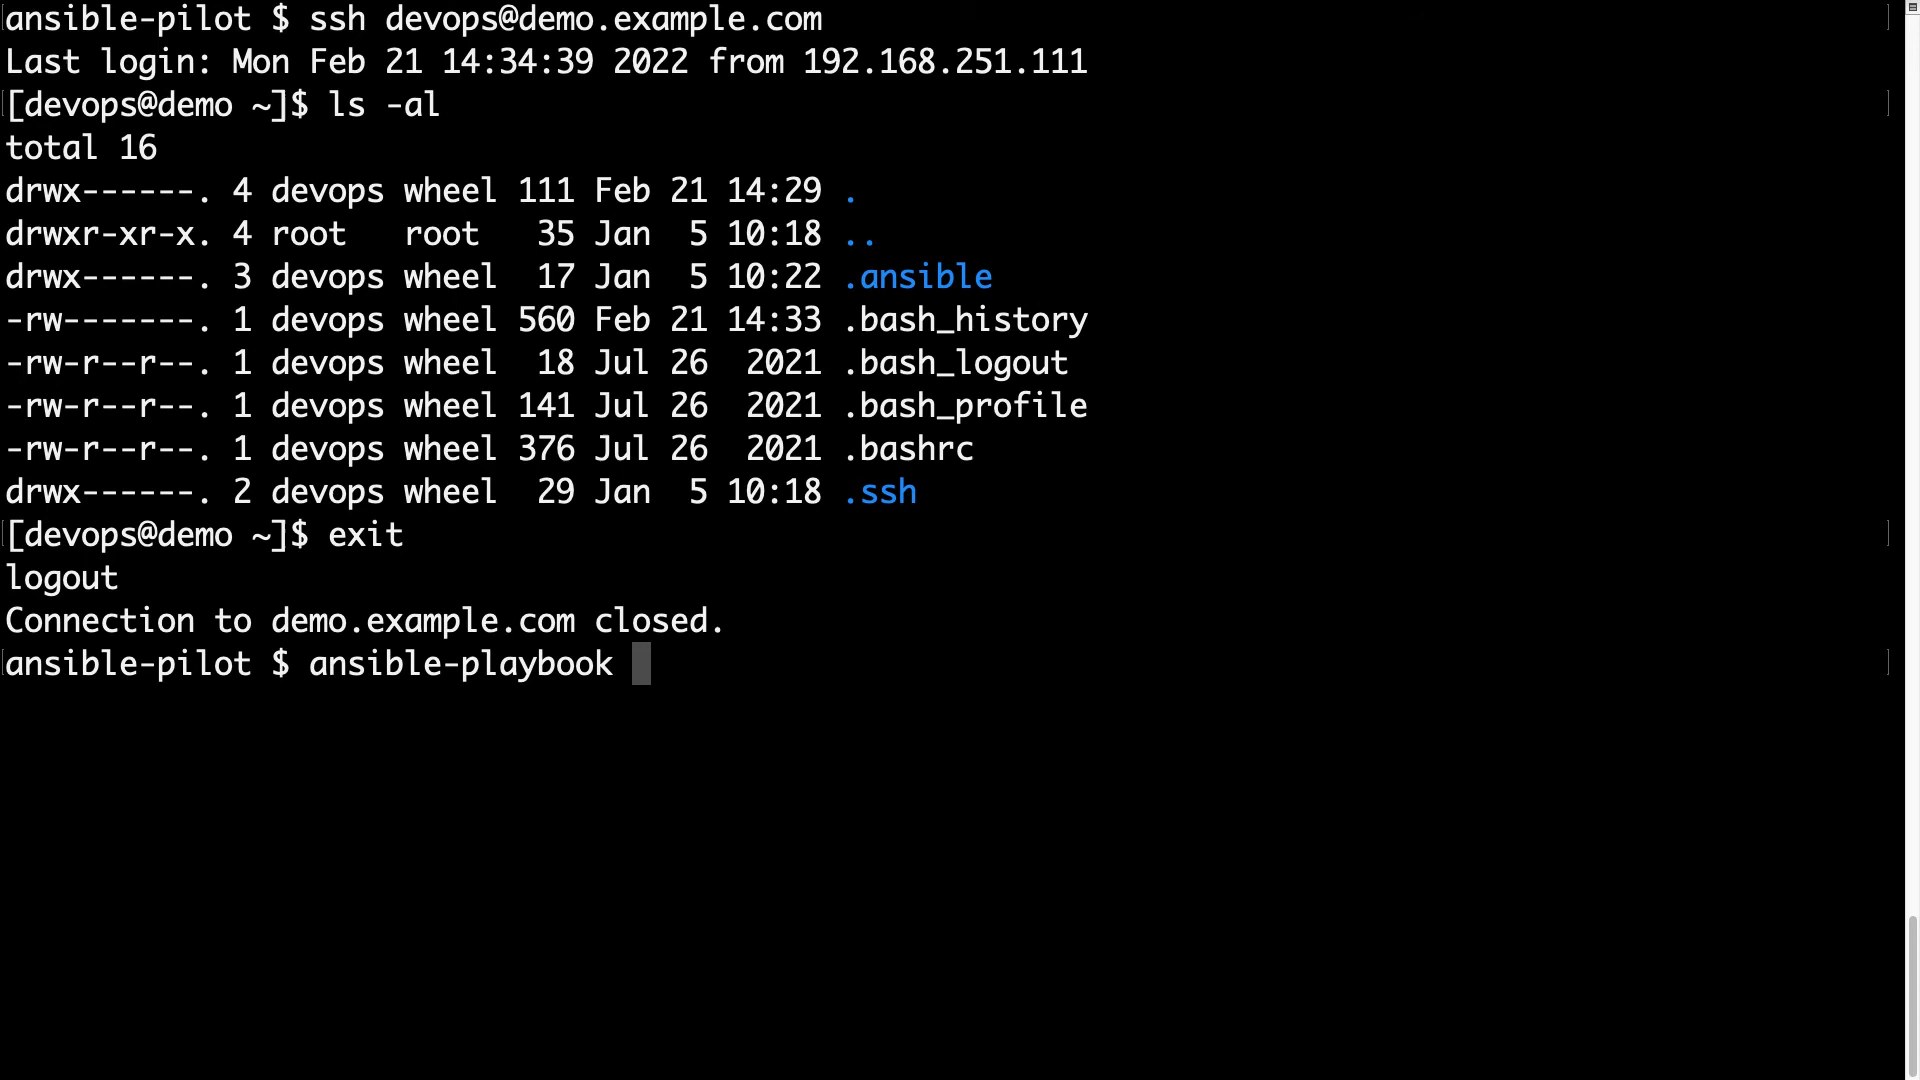 ansible-pilot $ ssh devops@demo.example.com
Last login: Mon Feb 21 14:34:39 2022 from 192.168.251.111
[devops@demo ~]$ ls -al
total 16
drwx------. 4 devops wheel 111 Feb 21 14:29 .
drwxr-xr-x. 4 root   root   35 Jan  5 10:18 ..
drwx------. 3 devops wheel  17 Jan  5 10:22 .ansible
-rw-------. 1 devops wheel 560 Feb 21 14:33 .bash_history
-rw-r--r--. 1 devops wheel  18 Jul 26  2021 .bash_logout
-rw-r--r--. 1 devops wheel 141 Jul 26  2021 .bash_profile
-rw-r--r--. 1 devops wheel 376 Jul 26  2021 .bashrc
drwx------. 2 devops wheel  29 Jan  5 10:18 .ssh
[devops@demo ~]$ exit
logout
Connection to demo.example.com closed.
ansible-pilot $ ansible-playbook